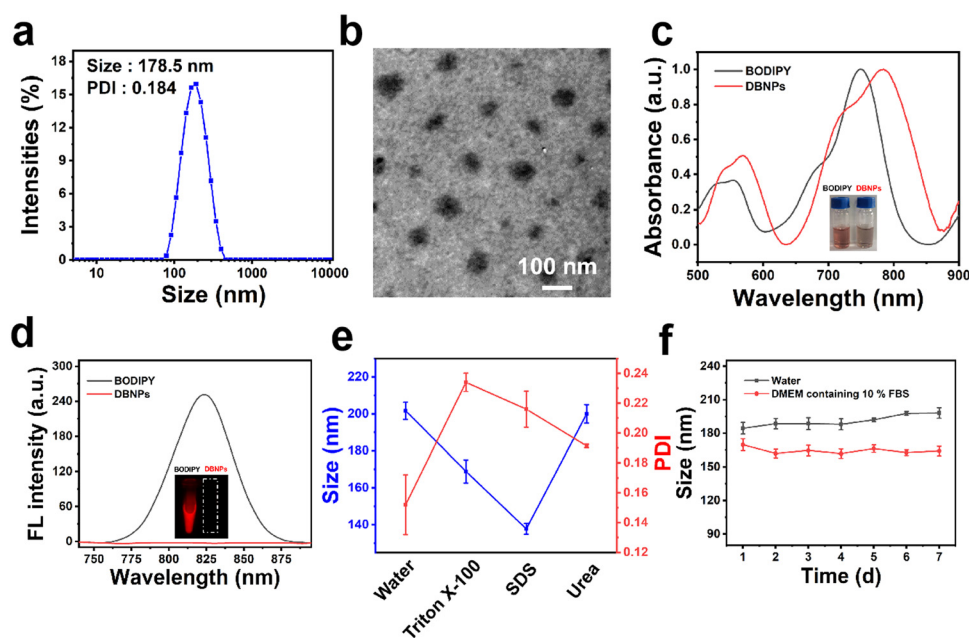 a
Size : 178.5 nm
PDI : 0.184
Intensities (%)
18
15
12
9
6
3
0
10
100
1000
10000
Size (nm)
b
100 nm
c
BODIPY
DBNPs
Absorbance (a.u.)
1.0
0.8
0.6
0.4
0.2
0.0
BODIPY DBNPs
500
600
700
800
900
Wavelength (nm)
d
BODIPY
DBNPs
FL intensity (a.u.)
300
240
180
120
60
0
BODIPY DBNPs
750
775
800
825
850
875
Wavelength (nm)
e
Size (nm)
220
200
180
160
140
PDI
0.24
0.22
0.20
0.18
0.16
0.14
0.12
Water
Triton X-100
SDS
Urea
f
Water
DMEM containing 10 % FBS
Size (nm)
240
210
180
150
120
90
1
2
3
4
5
6
7
Time (d)